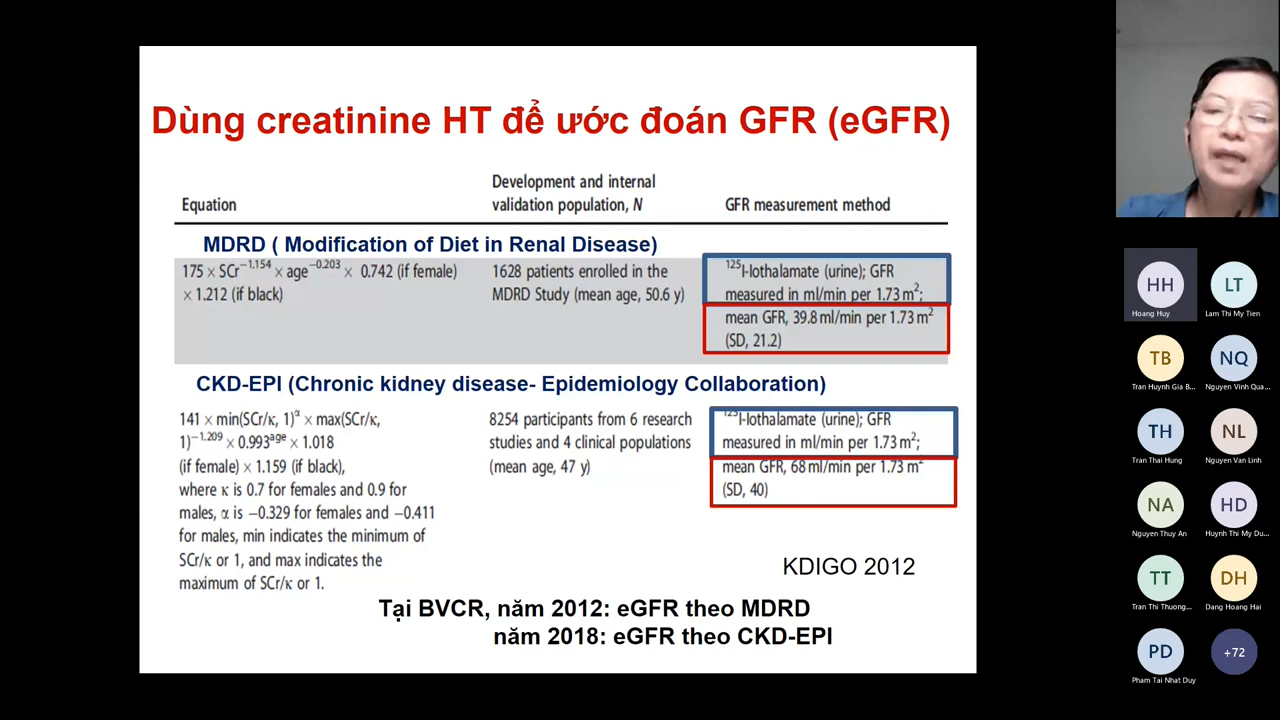 Dùng creatinine HT để ước đoán GFR (eGFR)
Development and internal
Equation validation population, N GFR measurement method
MDRD ( Modification of Diet in Renal Disease)
175 × SCr⁻¹·¹⁵⁴ × age⁻⁰·²⁰³ × 0.742 (if female)
× 1.212 (if black)
1628 patients enrolled in the
MDRD Study (mean age, 50.6 y)
¹²⁵I-Iothalamate (urine); GFR
measured in ml/min per 1.73 m²;
mean GFR, 39.8 ml/min per 1.73 m²
(SD, 21.2)
CKD-EPI (Chronic kidney disease- Epidemiology Collaboration)
141 × min(SCr/κ, 1)^α × max(SCr/κ,
1)⁻¹·²⁰⁹ × 0.993^age × 1.018
(if female) × 1.159 (if black),
where κ is 0.7 for females and 0.9 for
males, α is −0.329 for females and −0.411
for males, min indicates the minimum of
SCr/κ or 1, and max indicates the
maximum of SCr/κ or 1.
8254 participants from 6 research
studies and 4 clinical populations
(mean age, 47 y)
¹²⁵I-Iothalamate (urine); GFR
measured in ml/min per 1.73 m²;
mean GFR, 68 ml/min per 1.73 m²
(SD, 40)
KDIGO 2012
Tại BVCR, năm 2012: eGFR theo MDRD
năm 2018: eGFR theo CKD-EPI
HH
Hoang Huy
LT
Lam Thi My Tien
TB
Tran Huynh Gia B...
NQ
Nguyen Vinh Qua...
TH
Tran Thai Hung
NL
Nguyen Van Linh
NA
Nguyen Thuy An
HD
Huynh Thi My Du...
TT
Tran Thi Thuong...
DH
Dang Hoang Hai
PD
Pham Tai Nhat Duy
+72